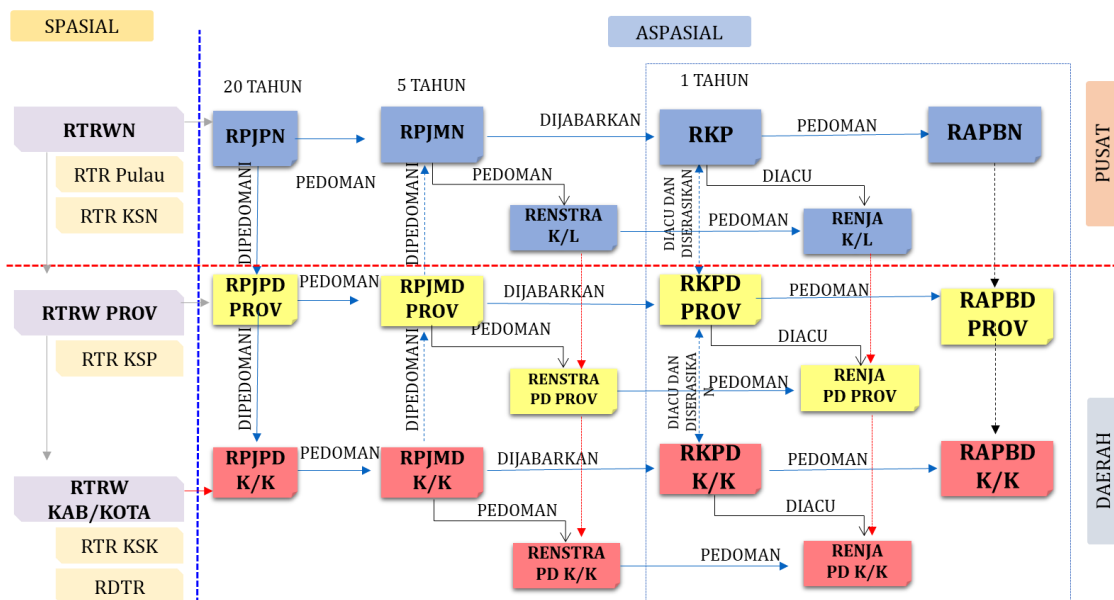 SPASIAL
ASPASIAL
20 TAHUN
5 TAHUN
1 TAHUN
RTRWN
RPJPN
RPJMN
DIJABARKAN
RKP
PEDOMAN
RAPBN
PUSAT
RTR Pulau
DIPEDOMANI
PEDOMAN
DIPEDOMANI
PEDOMAN
DIACU DAN
DISERASIKAN
DIACU
RTR KSN
RENSTRA
K/L
PEDOMAN
RENJA
K/L
RTRW PROV
RPJPD
PROV
PEDOMAN
RPJMD
PROV
DIJABARKAN
RKPD
PROV
PEDOMAN
RAPBD
PROV
RTR KSP
DIPEDOMANI
DIPEDOMANI
PEDOMAN
DIACU DAN
DISERASIKA
N
DIACU
RENSTRA
PD PROV
PEDOMAN
RENJA
PD PROV
DAERAH
RTRW
KAB/KOTA
RPJPD
K/K
PEDOMAN
RPJMD
K/K
DIJABARKAN
RKPD
K/K
PEDOMAN
RAPBD
K/K
RTR KSK
PEDOMAN
DIACU
RENSTRA
PD K/K
PEDOMAN
RENJA
PD K/K
RDTR